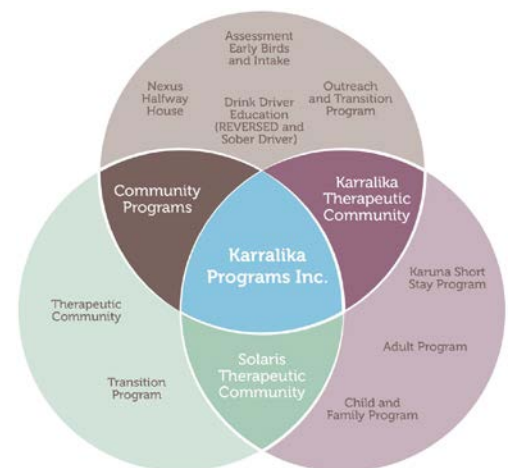 Assessment
Early Birds
and Intake
Nexus
Halfway
House
Drink Driver
Education
(REVERSED and
Sober Driver)
Outreach
and Transition
Program
Community
Programs
Karralika
Therapeutic
Community
Karralika
Programs Inc.
Karuna Short
Stay Program
Therapeutic
Community
Adult Program
Transition
Program
Solaris
Therapeutic
Community
Child and
Family Program